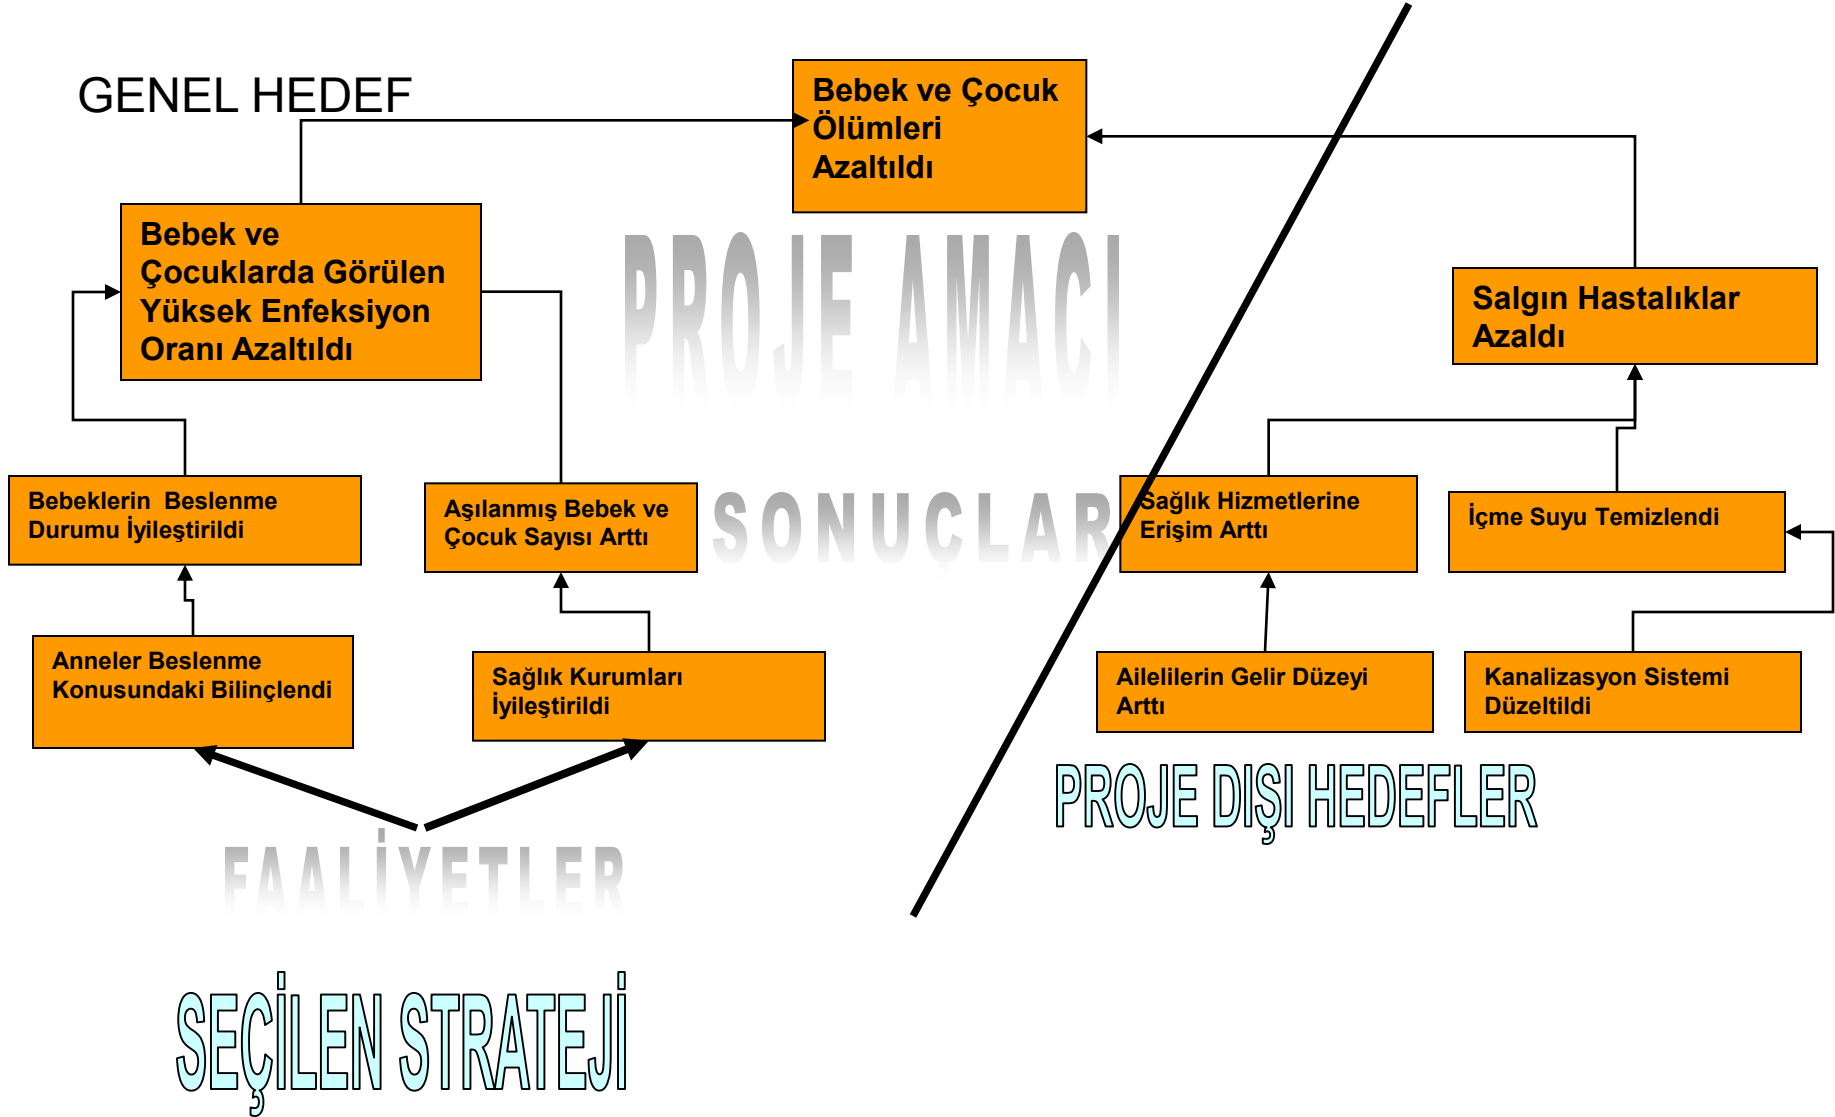 GENEL HEDEF
Bebek ve Çocuk
Ölümleri
Azaltıldı
Bebek ve
Çocuklarda Görülen
Yüksek Enfeksiyon
Oranı Azaltıldı
PROJE AMACI
Salgın Hastalıklar
Azaldı
Bebeklerin Beslenme
Durumu İyileştirildi
Aşılanmış Bebek ve
Çocuk Sayısı Arttı
SONUÇLAR
Sağlık Hizmetlerine
Erişim Arttı
İçme Suyu Temizlendi
Anneler Beslenme
Konusundaki Bilinçlendi
Sağlık Kurumları
İyileştirildi
Ailelilerin Gelir Düzeyi
Arttı
Kanalizasyon Sistemi
Düzeltildi
PROJE DIŞI HEDEFLER
FAALİYETLER
SEÇİLEN STRATEJİ